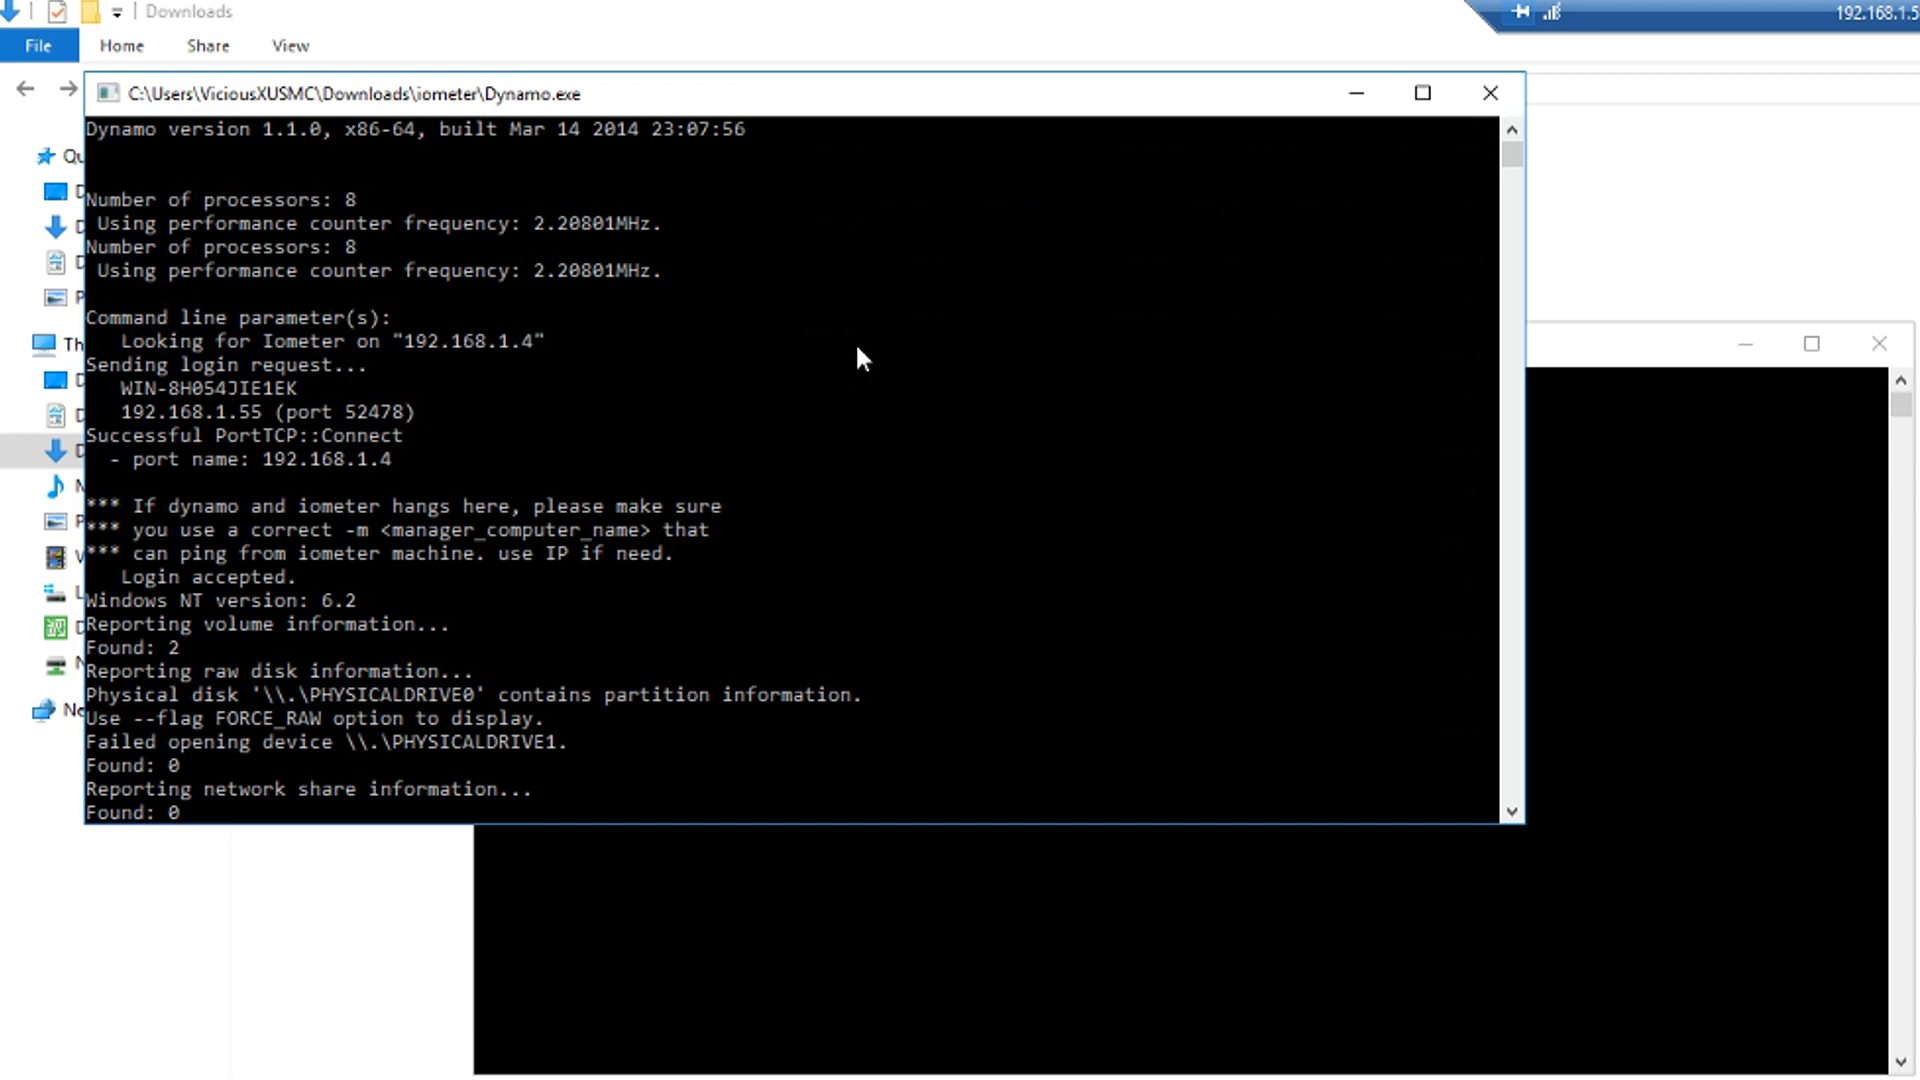 Downloads
192.168.1.5
File
Home
Share
View
C:\Users\ViciousXUSMC\Downloads\iometer\Dynamo.exe
Dynamo version 1.1.0, x86-64, built Mar 14 2014 23:07:56
Number of processors: 8
Using performance counter frequency: 2.20801MHz.
Number of processors: 8
Using performance counter frequency: 2.20801MHz.
Command line parameter(s):
Looking for Iometer on "192.168.1.4"
Sending login request...
WIN-8H054JIE1EK
192.168.1.55 (port 52478)
Successful PortTCP::Connect
- port name: 192.168.1.4
*** If dynamo and iometer hangs here, please make sure
*** you use a correct -m <manager_computer_name> that
*** can ping from iometer machine. use IP if need.
Login accepted.
Windows NT version: 6.2
Reporting volume information...
Found: 2
Reporting raw disk information...
Physical disk '\\.\PHYSICALDRIVE0' contains partition information.
Use --flag FORCE_RAW option to display.
Failed opening device \\.\PHYSICALDRIVE1.
Found: 0
Reporting network share information...
Found: 0